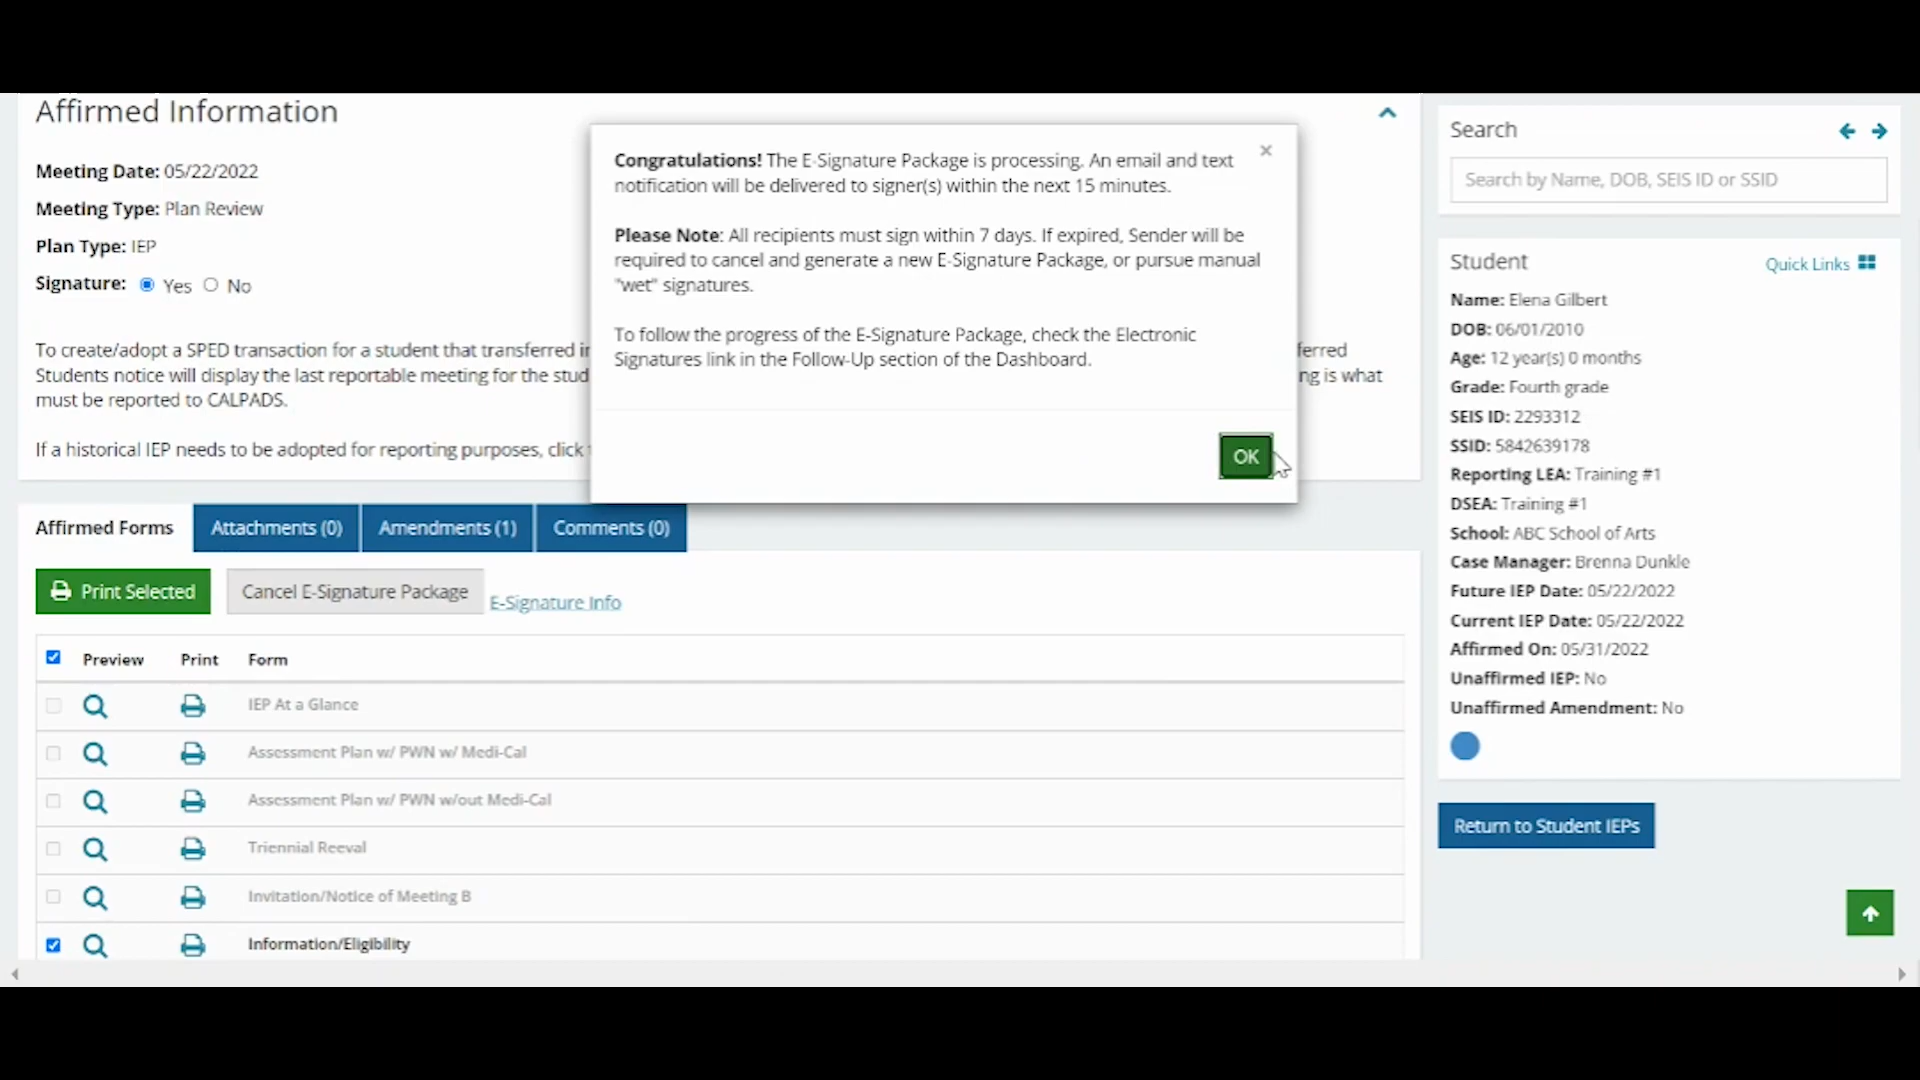 Affirmed Information
Meeting Date: 05/22/2022
Meeting Type: Plan Review
Plan Type: IEP
Signature: Yes No
To create/adopt a SPED transaction for a student that transferred in
ferred
Students notice will display the last reportable meeting for the stud
ng is what
must be reported to CALPADS.
If a historical IEP needs to be adopted for reporting purposes, click
Congratulations! The E-Signature Package is processing. An email and text
notification will be delivered to signer(s) within the next 15 minutes.
Please Note: All recipients must sign within 7 days. If expired, Sender will be
required to cancel and generate a new E-Signature Package, or pursue manual
"wet" signatures.
To follow the progress of the E-Signature Package, check the Electronic
Signatures link in the Follow-Up section of the Dashboard.
OK
Affirmed Forms
Attachments (0)
Amendments (1)
Comments (0)
Print Selected
Cancel E-Signature Package
E-Signature Info
Preview Print Form
IEP At a Glance
Assessment Plan w/ PWN w/ Medi-Cal
Assessment Plan w/ PWN w/out Medi-Cal
Triennial Reeval
Invitation/Notice of Meeting B
Information/Eligibility
Search
Search by Name, DOB, SEIS ID or SSID
Student
Quick Links
Name: Elena Gilbert
DOB: 06/01/2010
Age: 12 year(s) 0 months
Grade: Fourth grade
SEIS ID: 2293312
SSID: 5842639178
Reporting LEA: Training #1
DSEA: Training #1
School: ABC School of Arts
Case Manager: Brenna Dunkle
Future IEP Date: 05/22/2022
Current IEP Date: 05/22/2022
Affirmed On: 05/31/2022
Unaffirmed IEP: No
Unaffirmed Amendment: No
Return to Student IEPs